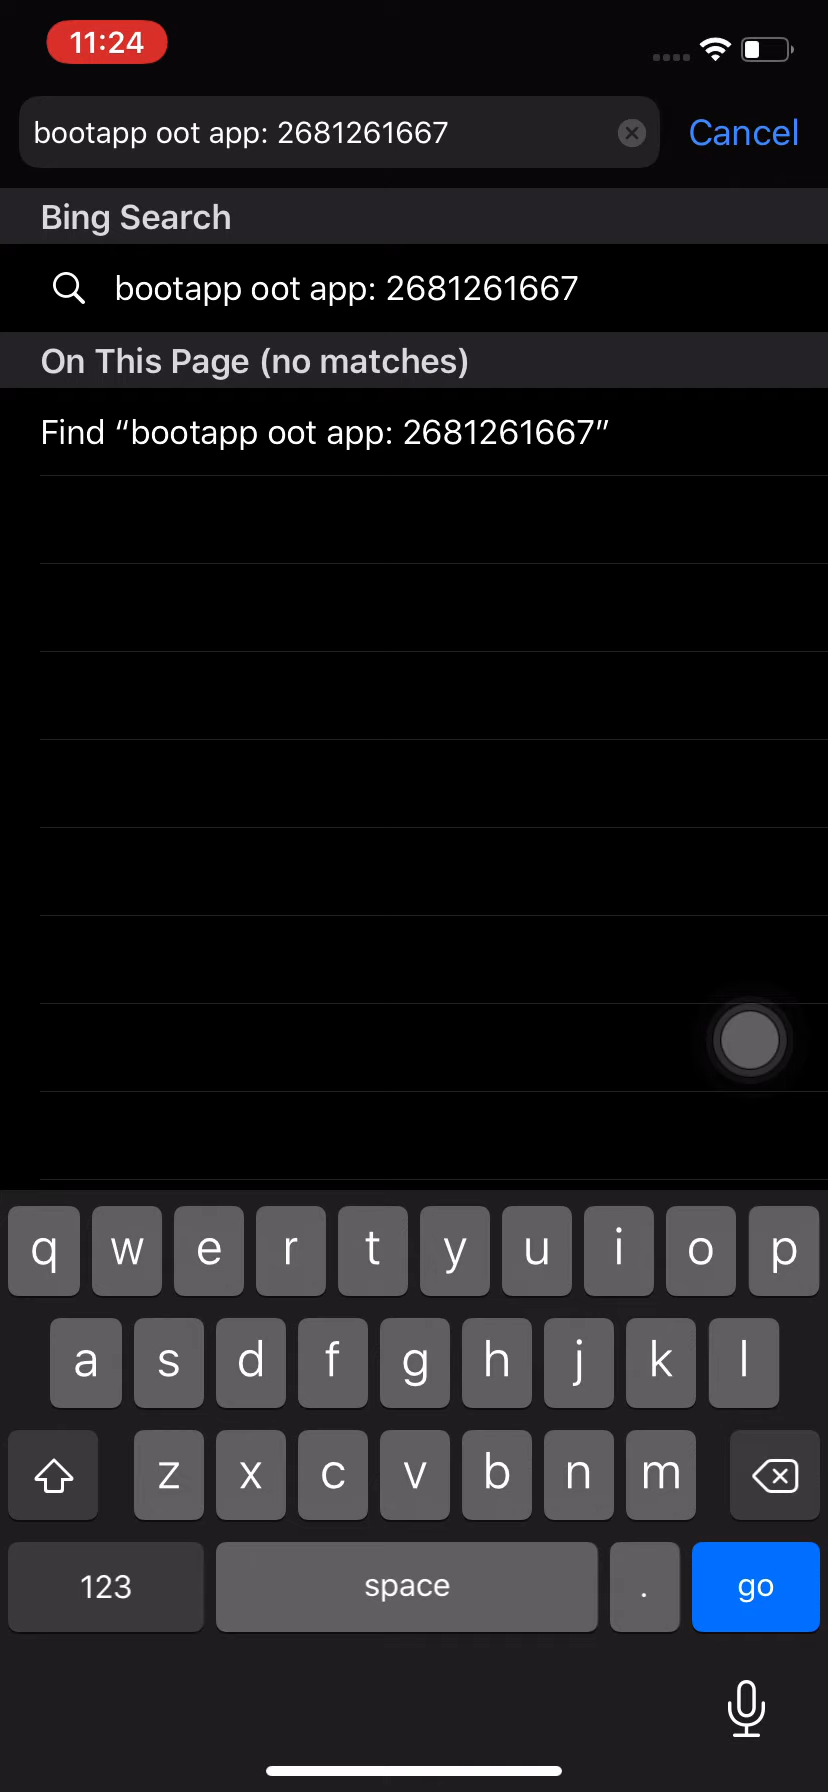 11:24
bootapp oot app: 2681261667
Cancel
Bing Search
bootapp oot app: 2681261667
On This Page (no matches)
Find “bootapp oot app: 2681261667”
q w e r t y u i o p
a s d f g h j k l
z x c v b n m
123 space . go